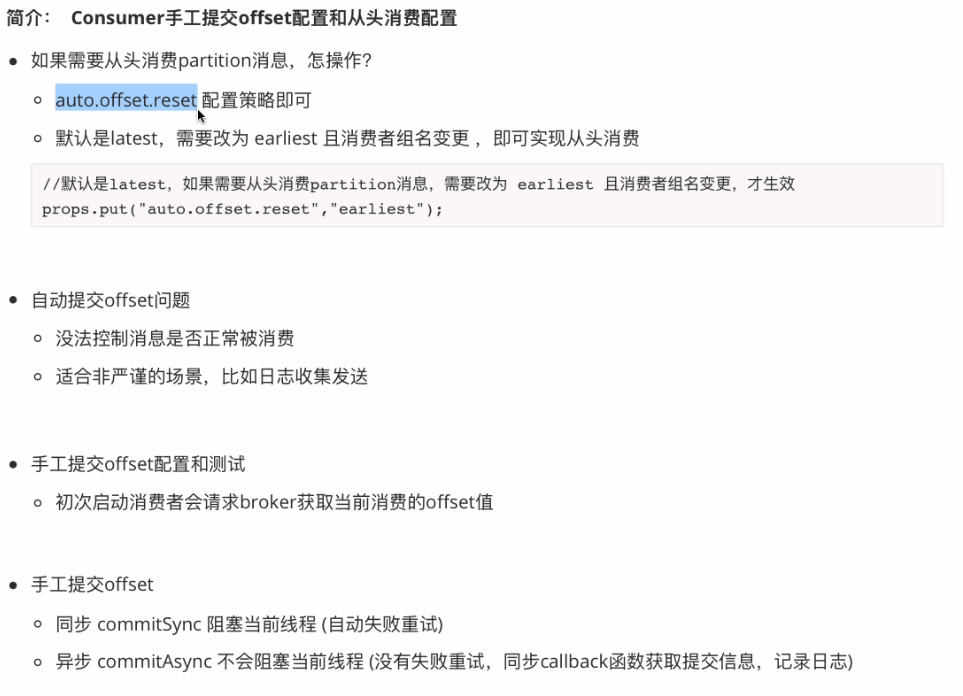 简介： Consumer手工提交offset配置和从头消费配置
如果需要从头消费partition消息，怎操作？
auto.offset.reset 配置策略即可
默认是latest，需要改为 earliest 且消费者组名变更 ，即可实现从头消费
//默认是latest，如果需要从头消费partition消息，需要改为 earliest 且消费者组名变更，才生效
props.put("auto.offset.reset","earliest");
自动提交offset问题
没法控制消息是否正常被消费
适合非严谨的场景，比如日志收集发送
手工提交offset配置和测试
初次启动消费者会请求broker获取当前消费的offset值
手工提交offset
同步 commitSync 阻塞当前线程 (自动失败重试)
异步 commitAsync 不会阻塞当前线程 (没有失败重试，同步callback函数获取提交信息，记录日志)